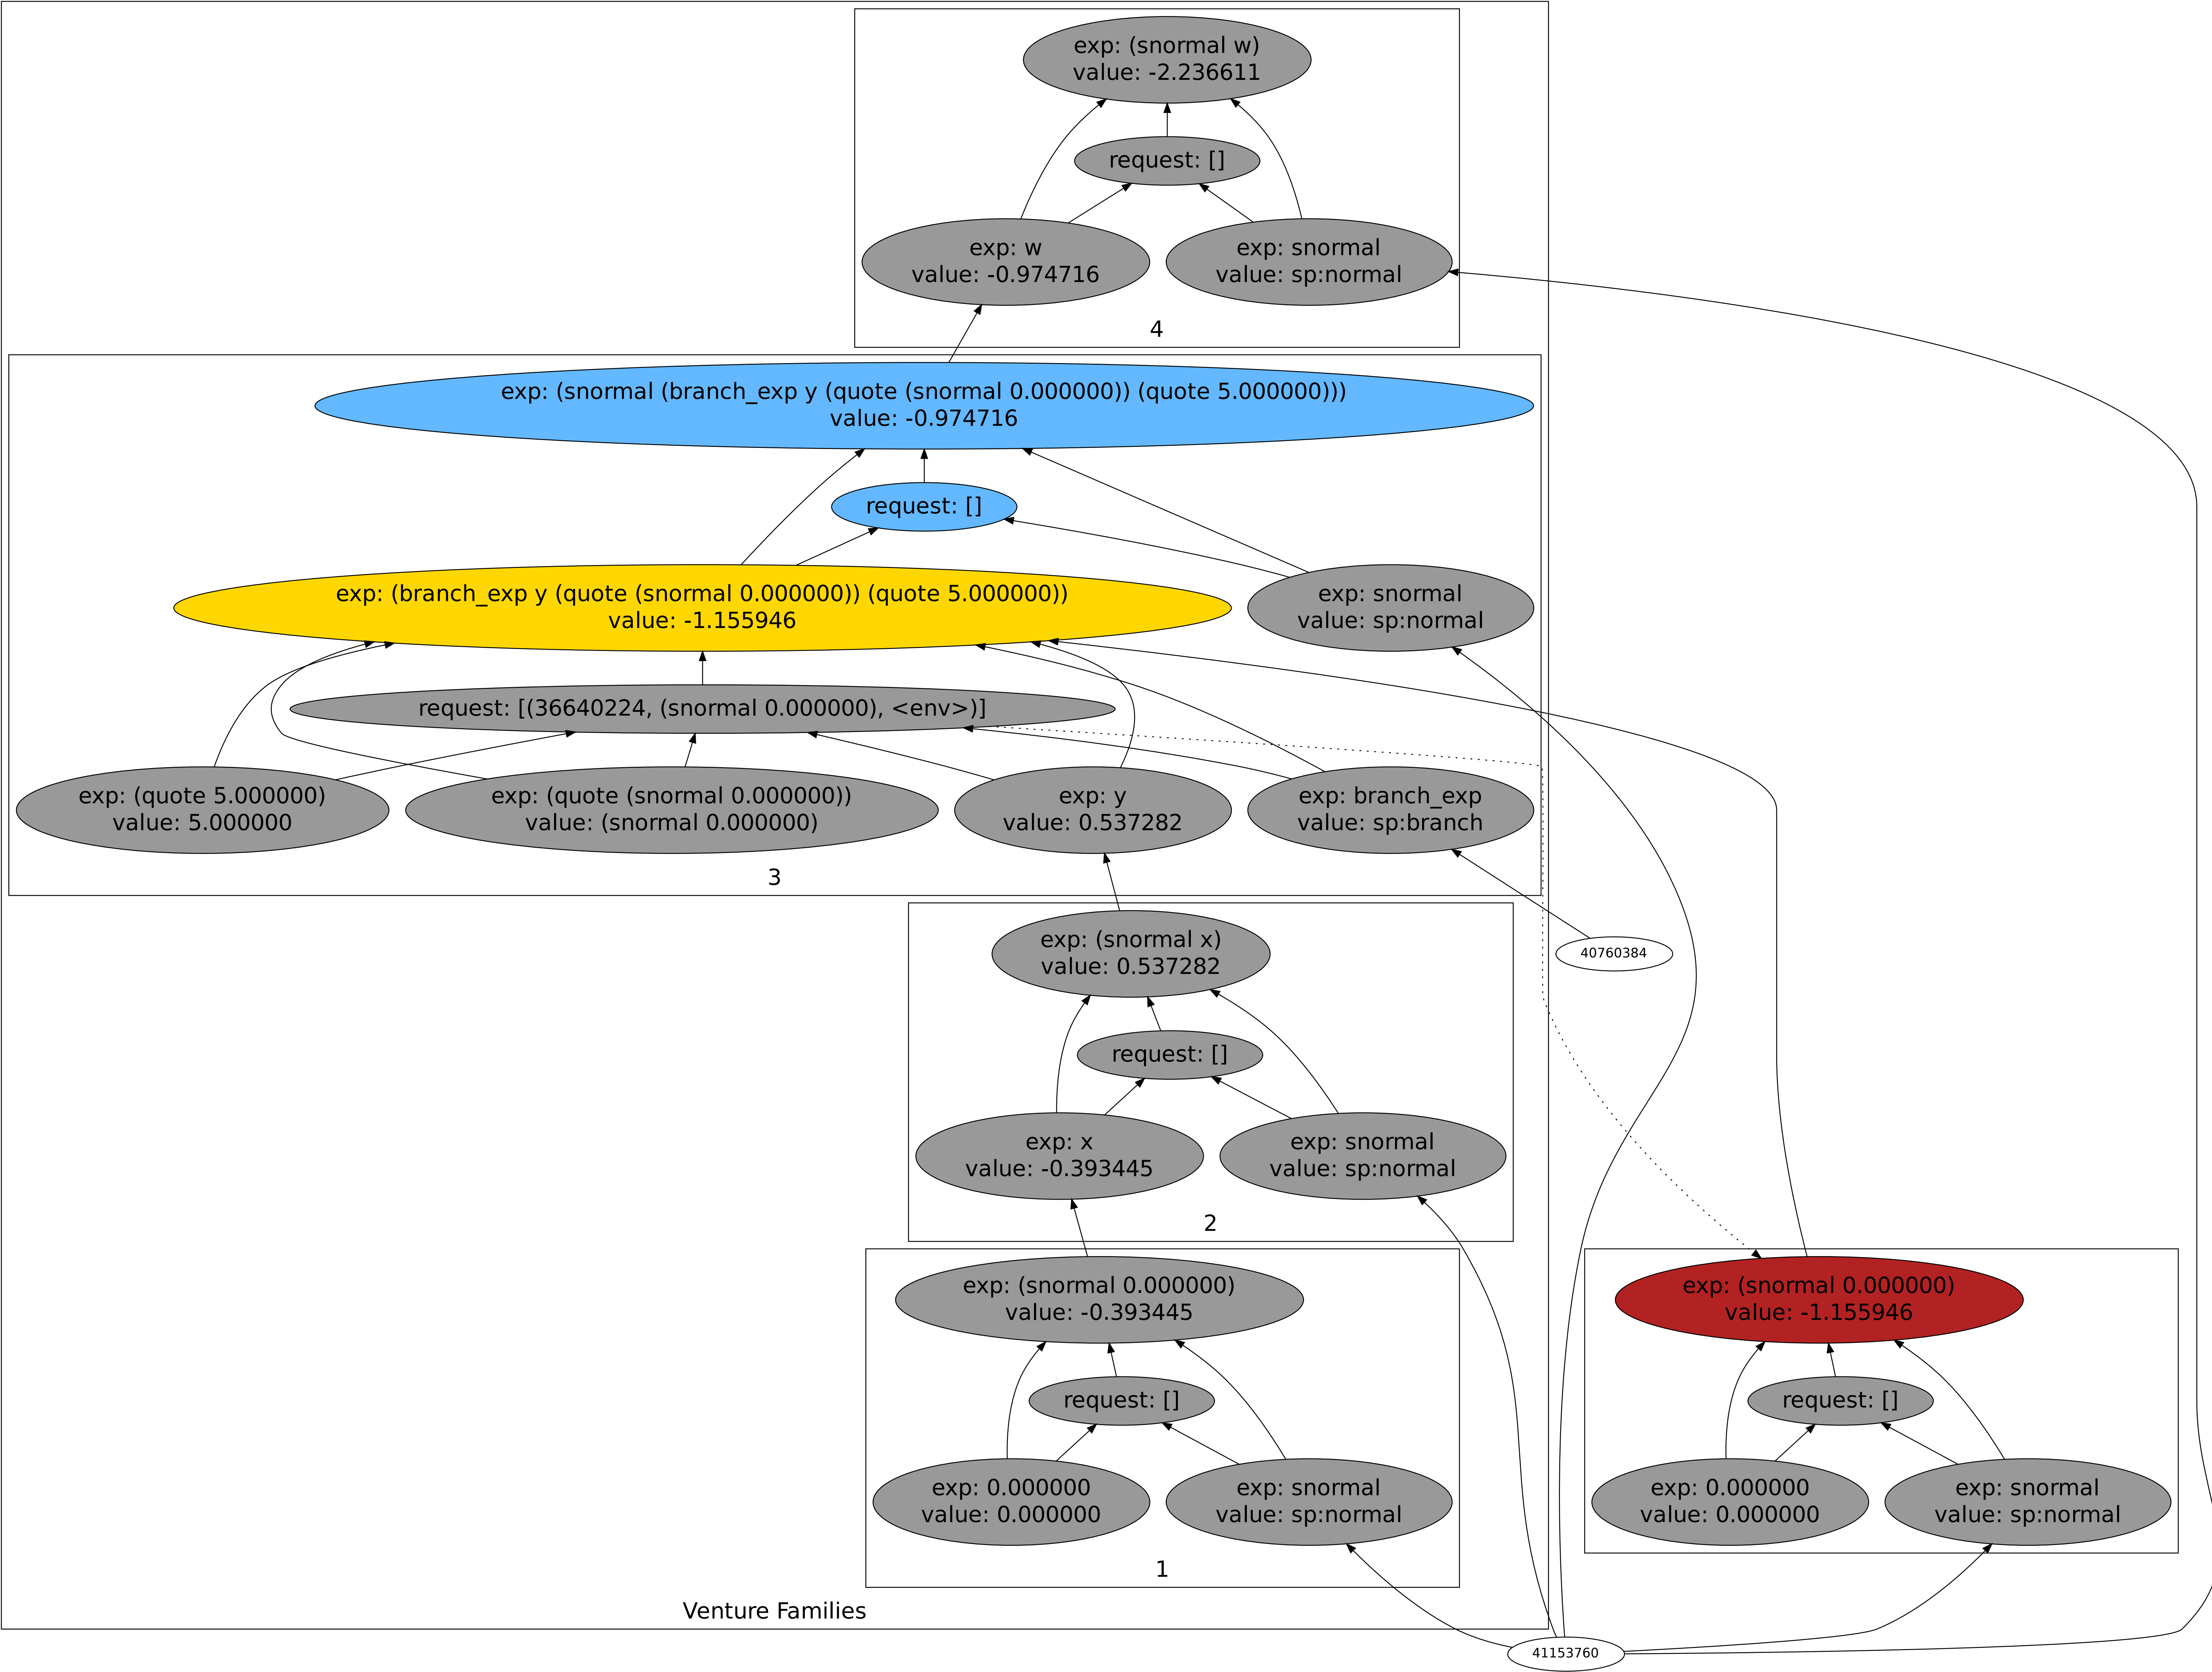 exp: (snormal w)
value: -2.236611
request: []
exp: w
value: -0.974716
exp: snormal
value: sp:normal
4
exp: (snormal (branch_exp y (quote (snormal 0.000000)) (quote 5.000000)))
value: -0.974716
request: []
exp: (branch_exp y (quote (snormal 0.000000)) (quote 5.000000))
value: -1.155946
exp: snormal
value: sp:normal
request: [(36640224, (snormal 0.000000), <env>)]
exp: (quote 5.000000)
value: 5.000000
exp: (quote (snormal 0.000000))
value: (snormal 0.000000)
exp: y
value: 0.537282
exp: branch_exp
value: sp:branch
3
exp: (snormal x)
value: 0.537282
40760384
request: []
exp: x
value: -0.393445
exp: snormal
value: sp:normal
2
exp: (snormal 0.000000)
value: -0.393445
request: []
exp: 0.000000
value: 0.000000
exp: snormal
value: sp:normal
1
exp: (snormal 0.000000)
value: -1.155946
request: []
exp: 0.000000
value: 0.000000
exp: snormal
value: sp:normal
Venture Families
41153760